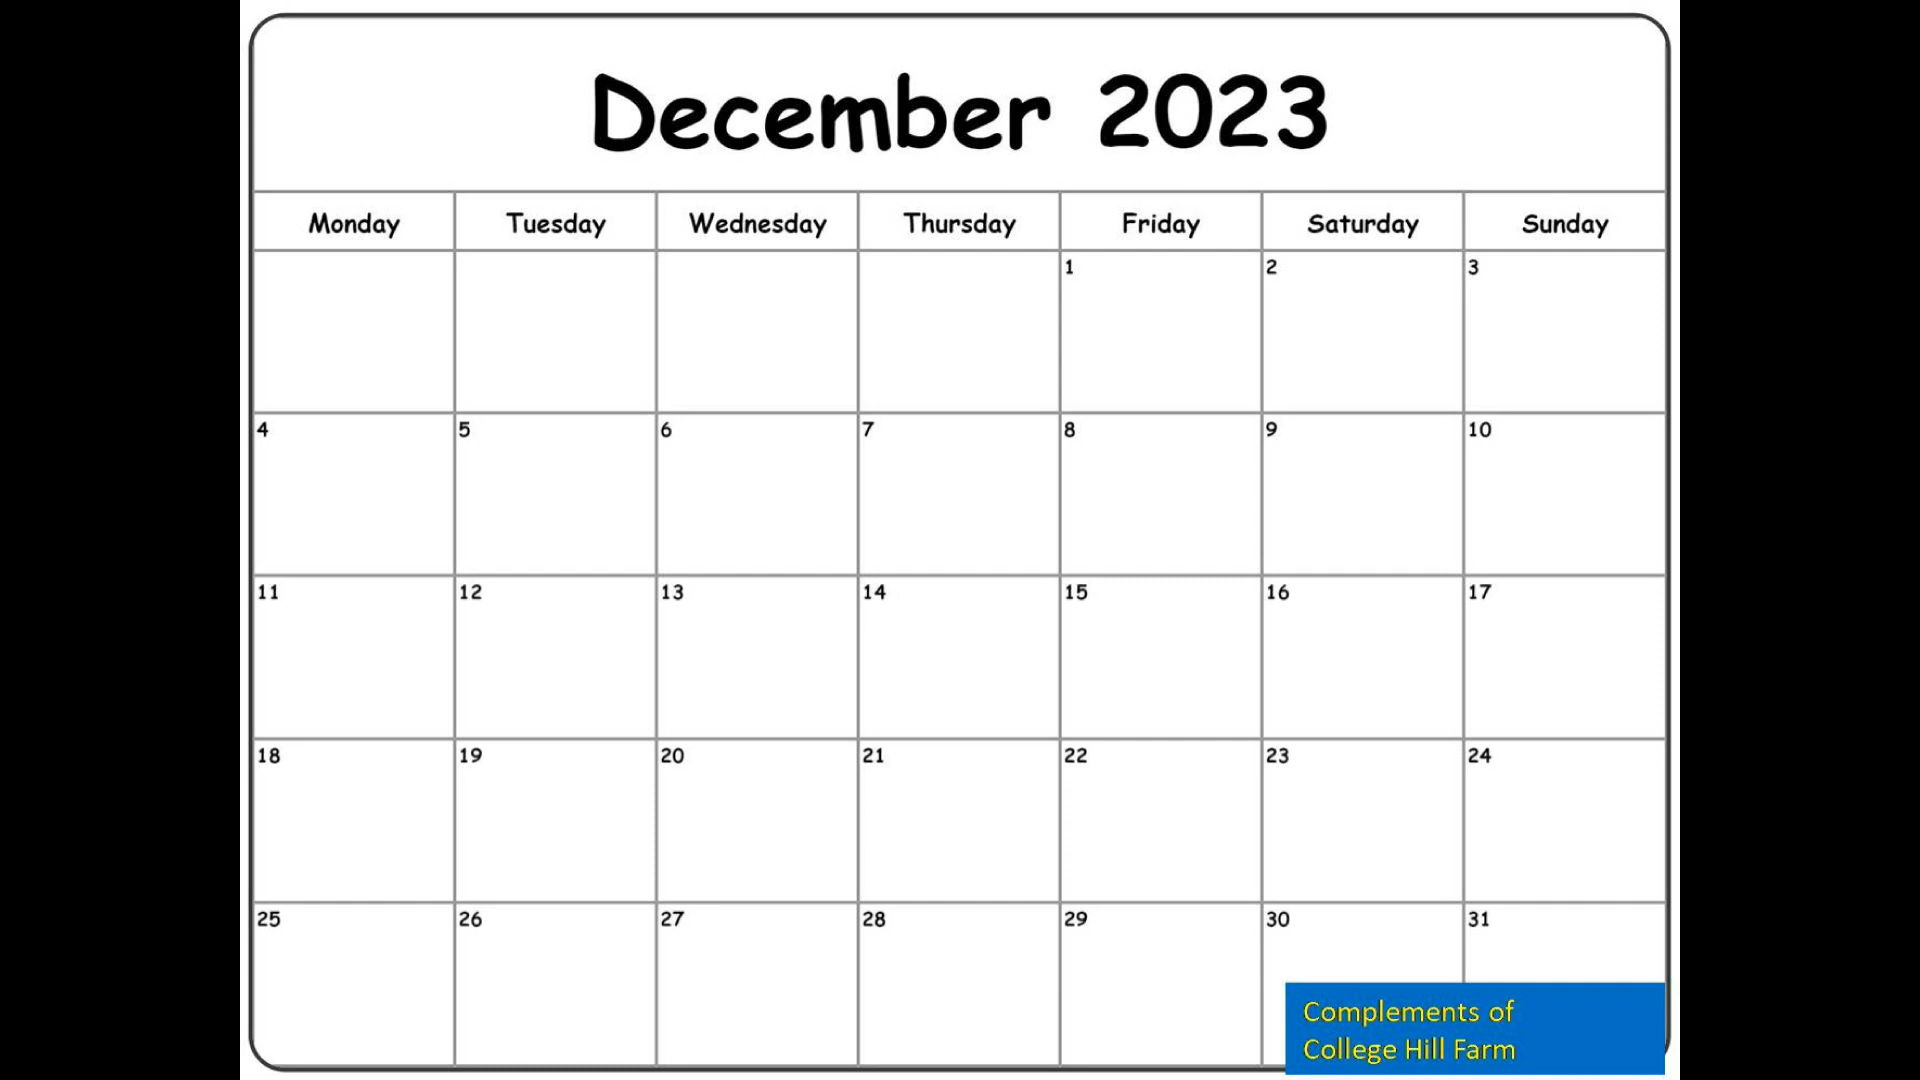 December 2023
Monday Tuesday Wednesday Thursday Friday Saturday Sunday
1 2 3
4 5 6 7 8 9 10
11 12 13 14 15 16 17
18 19 20 21 22 23 24
25 26 27 28 29 30 31
Complements of
College Hill Farm